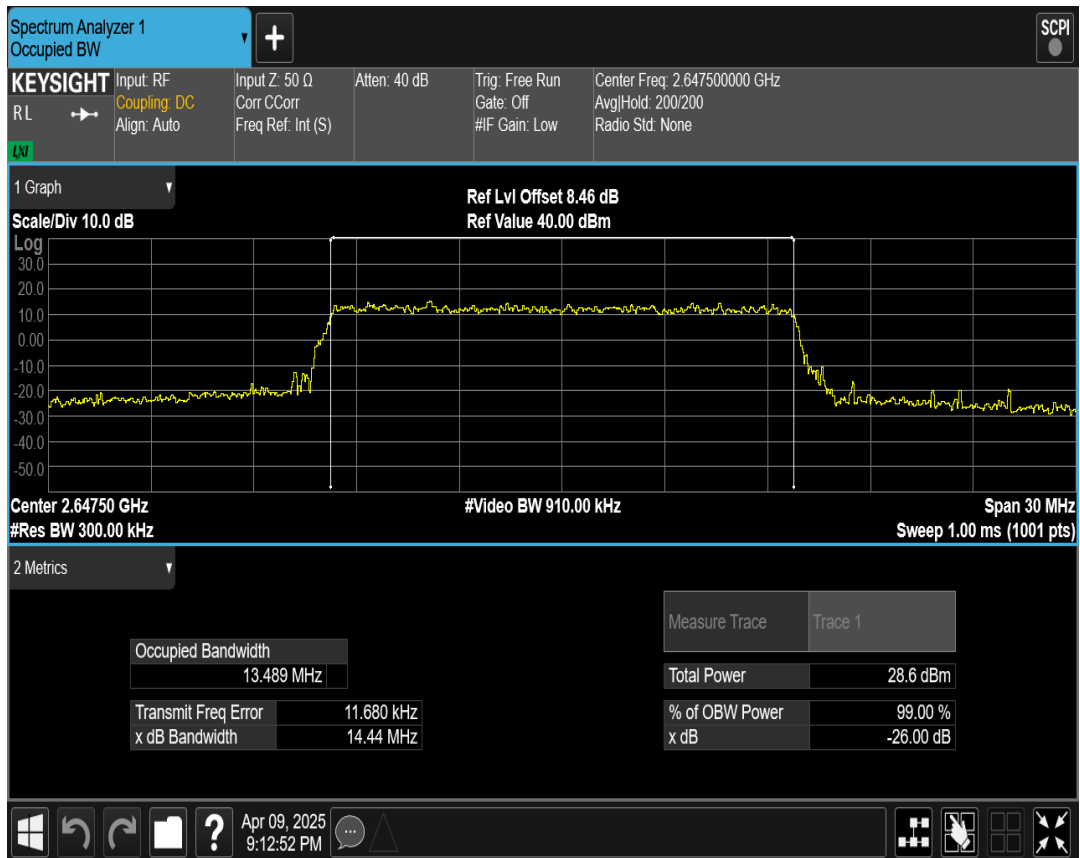 Spectrum Analyzer 1
Occupied BW
+
SCPI
KEYSIGHT
RL
LXI
Input: RF
Coupling: DC
Align: Auto
Input Z: 50 Ω
Corr CCorr
Freq Ref: Int (S)
Atten: 40 dB
Trig: Free Run
Gate: Off
#IF Gain: Low
Center Freq: 2.647500000 GHz
Avg|Hold: 200/200
Radio Std: None
1 Graph
Scale/Div 10.0 dB
Ref Lvl Offset 8.46 dB
Ref Value 40.00 dBm
Log
30.0
20.0
10.0
0.00
-10.0
-20.0
-30.0
-40.0
-50.0
Center 2.64750 GHz
#Video BW 910.00 kHz
Span 30 MHz
#Res BW 300.00 kHz
Sweep 1.00 ms (1001 pts)
2 Metrics
Measure Trace Trace 1
Occupied Bandwidth
13.489 MHz
Total Power 28.6 dBm
Transmit Freq Error 11.680 kHz
% of OBW Power 99.00 %
x dB Bandwidth 14.44 MHz
x dB -26.00 dB
?
Apr 09, 2025
9:12:52 PM